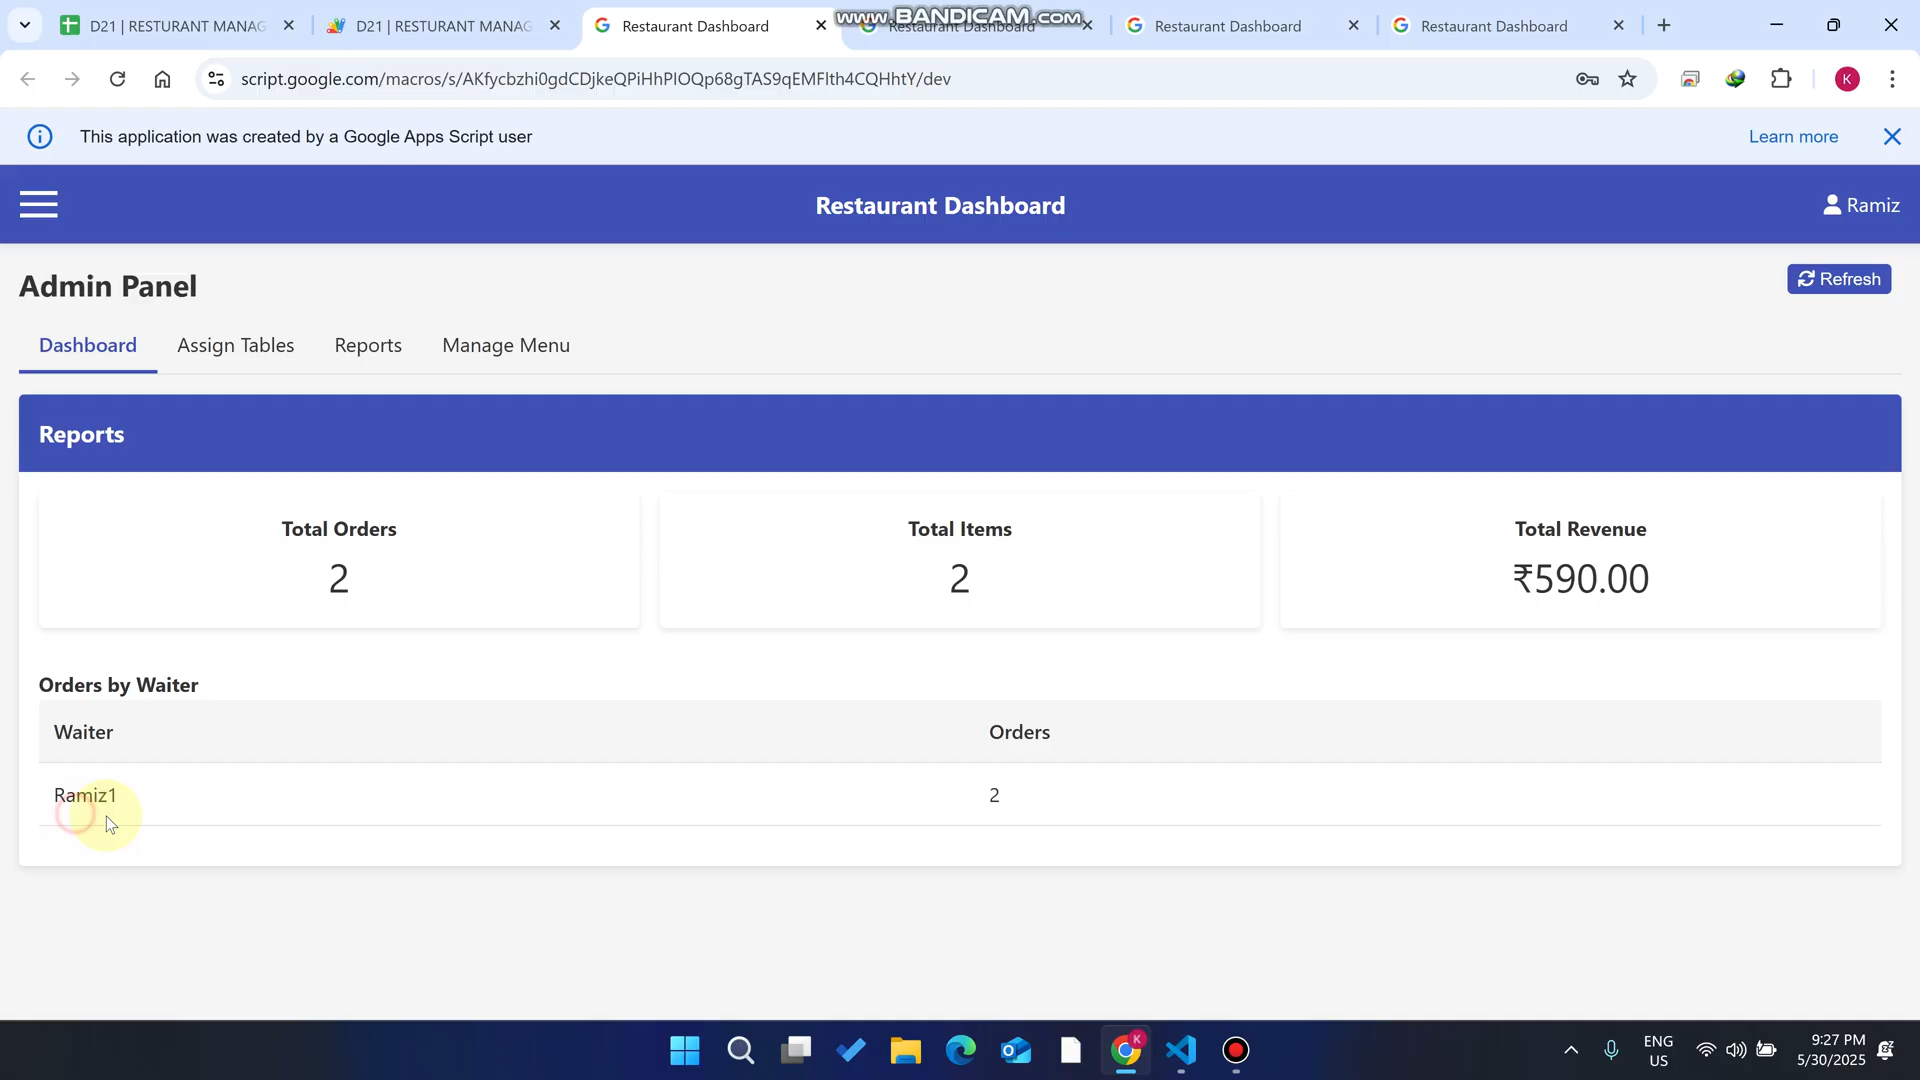 D21 | RESTURANT MANAG
D21 | RESTURANT MANAG
Restaurant Dashboard
www.BANDICAM.com
Restaurant Dashboard
Restaurant Dashboard
Restaurant Dashboard
script.google.com/macros/s/AKfycbzhi0gdCDjkeQPiHhPIOQp68gTAS9qEMFlth4CQHhtY/dev
K
This application was created by a Google Apps Script user
Learn more
Restaurant Dashboard
Ramiz
Admin Panel
Refresh
Dashboard
Assign Tables
Reports
Manage Menu
Reports
Total Orders
2
Total Items
2
Total Revenue
₹590.00
Orders by Waiter
Waiter
Orders
Ramiz1
2
K
ENG
US
9:27 PM
5/30/2025